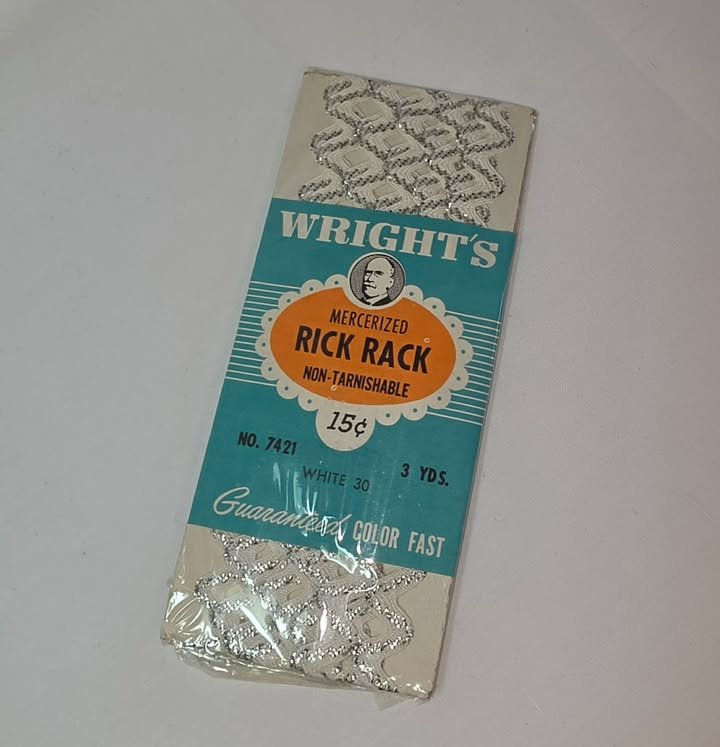 WRIGHT'S
MERCERIZED
RICK RACK
NON-TARNISHABLE
15¢
NO. 7421
3 YDS.
WHITE 30
Guaranteed COLOR FAST